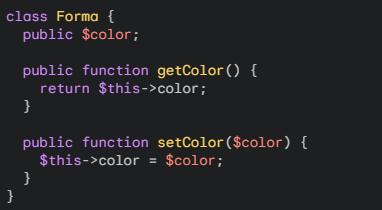 class Forma {
  public $color;

  public function getColor() {
    return $this->color;
  }

  public function setColor($color) {
    $this->color = $color;
  }
}